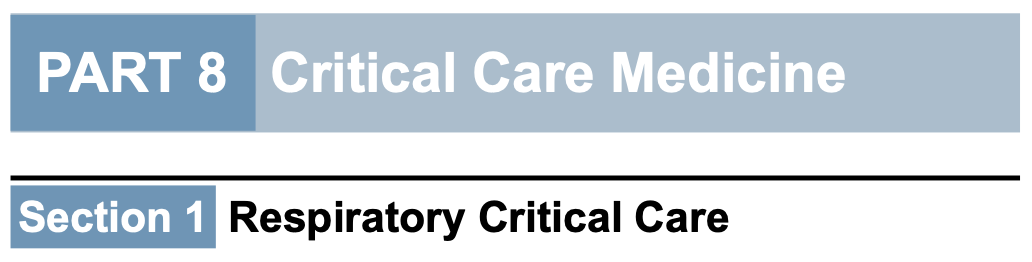 PART 8 Critical Care Medicine
Section 1 Respiratory Critical Care